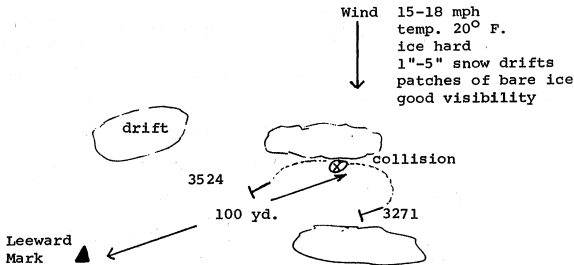 Wind 15-18 mph
temp. 20° F.
ice hard
1"-5" snow drifts
patches of bare ice
good visibility
drift
collision
3524
100 yd.
3271
Leeward
Mark